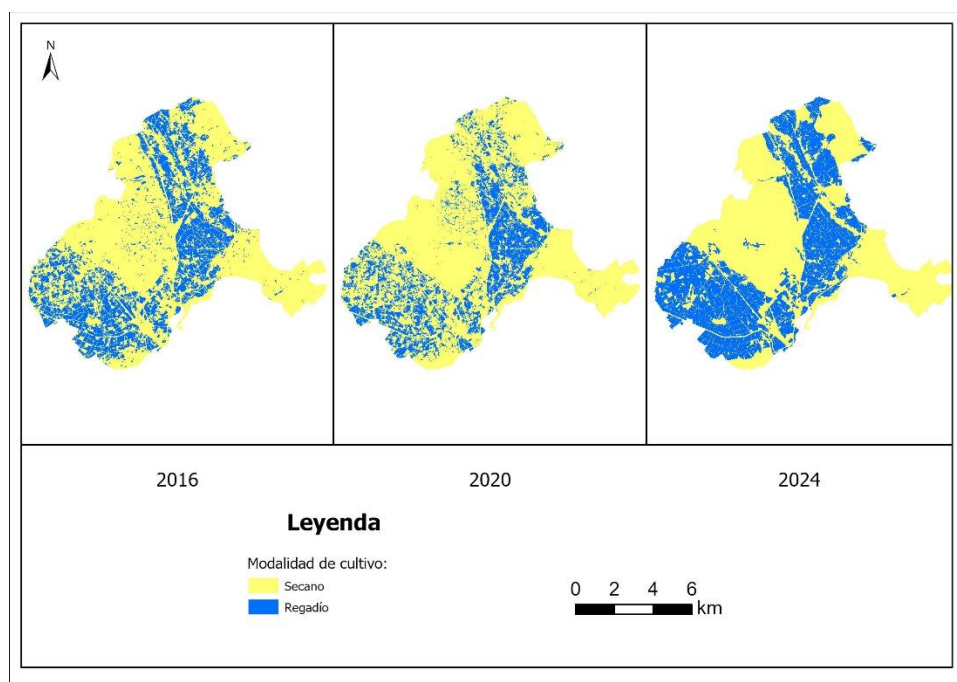 N
2016 2020 2024
Leyenda
Modalidad de cultivo:
Secano
Regadío
0 2 4 6
km